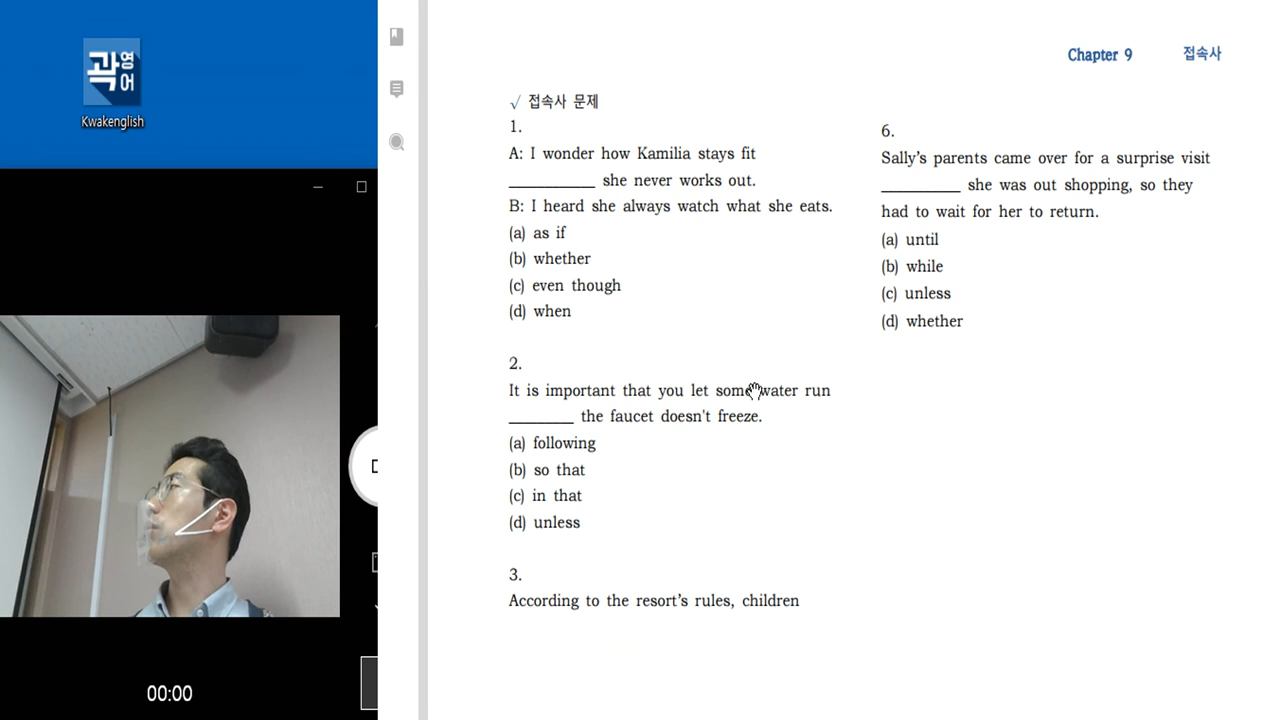 곽영어
Kwakenglish
00:00
Chapter 9 접속사
√ 접속사 문제
1.
A: I wonder how Kamilia stays fit
___________ she never works out.
B: I heard she always watch what she eats.
(a) as if
(b) whether
(c) even though
(d) when
2.
It is important that you let some water run
________ the faucet doesn't freeze.
(a) following
(b) so that
(c) in that
(d) unless
3.
According to the resort's rules, children
6.
Sally's parents came over for a surprise visit
__________ she was out shopping, so they
had to wait for her to return.
(a) until
(b) while
(c) unless
(d) whether